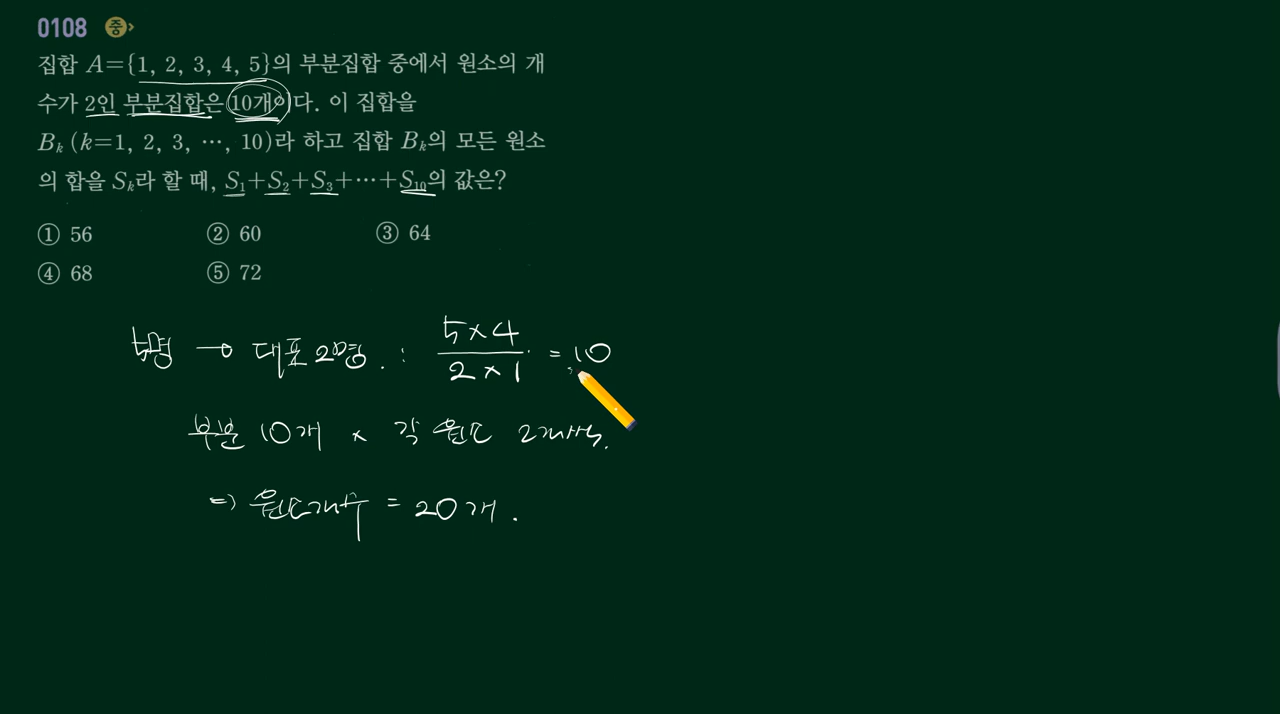 0108 중
집합 A={1, 2, 3, 4, 5}의 부분집합 중에서 원소의 개
수가 2인 부분집합은 10개이다. 이 집합을
Bₖ (k=1, 2, 3, ⋯, 10)라 하고 집합 Bₖ의 모든 원소
의 합을 Sₖ라 할 때, S₁+S₂+S₃+⋯+S₁₀의 값은?
① 56 ② 60 ③ 64
④ 68 ⑤ 72
5명 → 대표 2명. : (5×4)/(2×1) = 10
부분 10개 × 각 원소 2개씩.
⇒ 원소개수 = 20개.